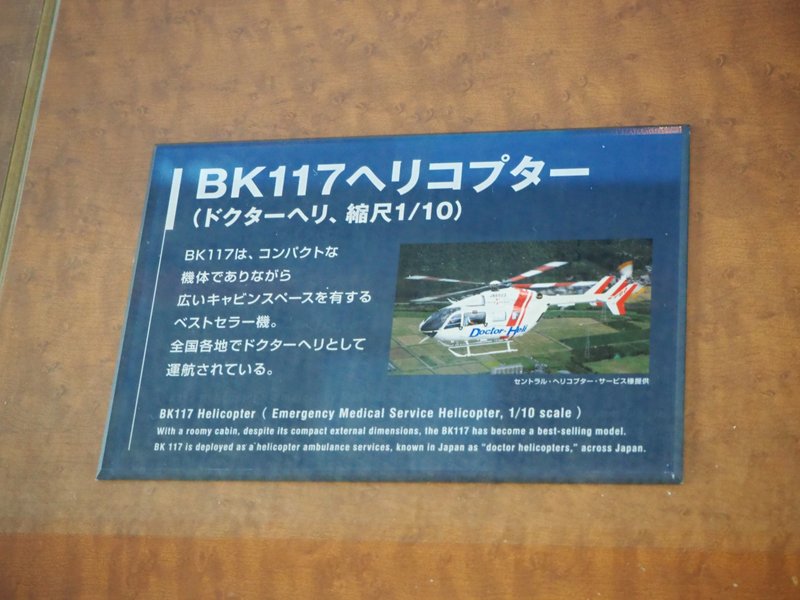 BK117ヘリコプター
(ドクターヘリ、縮尺1/10)
BK117は、コンパクトな
機体でありながら
広いキャビンスペースを有する
ベストセラー機。
全国各地でドクターヘリとして
運航されている。
Doctor-Heli
セントラル・ヘリコプター・サービス様提供
BK117 Helicopter ( Emergency Medical Service Helicopter, 1/10 scale )
With a roomy cabin, despite its compact external dimensions, the BK117 has become a best-selling model.
BK 117 is deployed as a helicopter ambulance services, known in Japan as "doctor helicopters," across Japan.